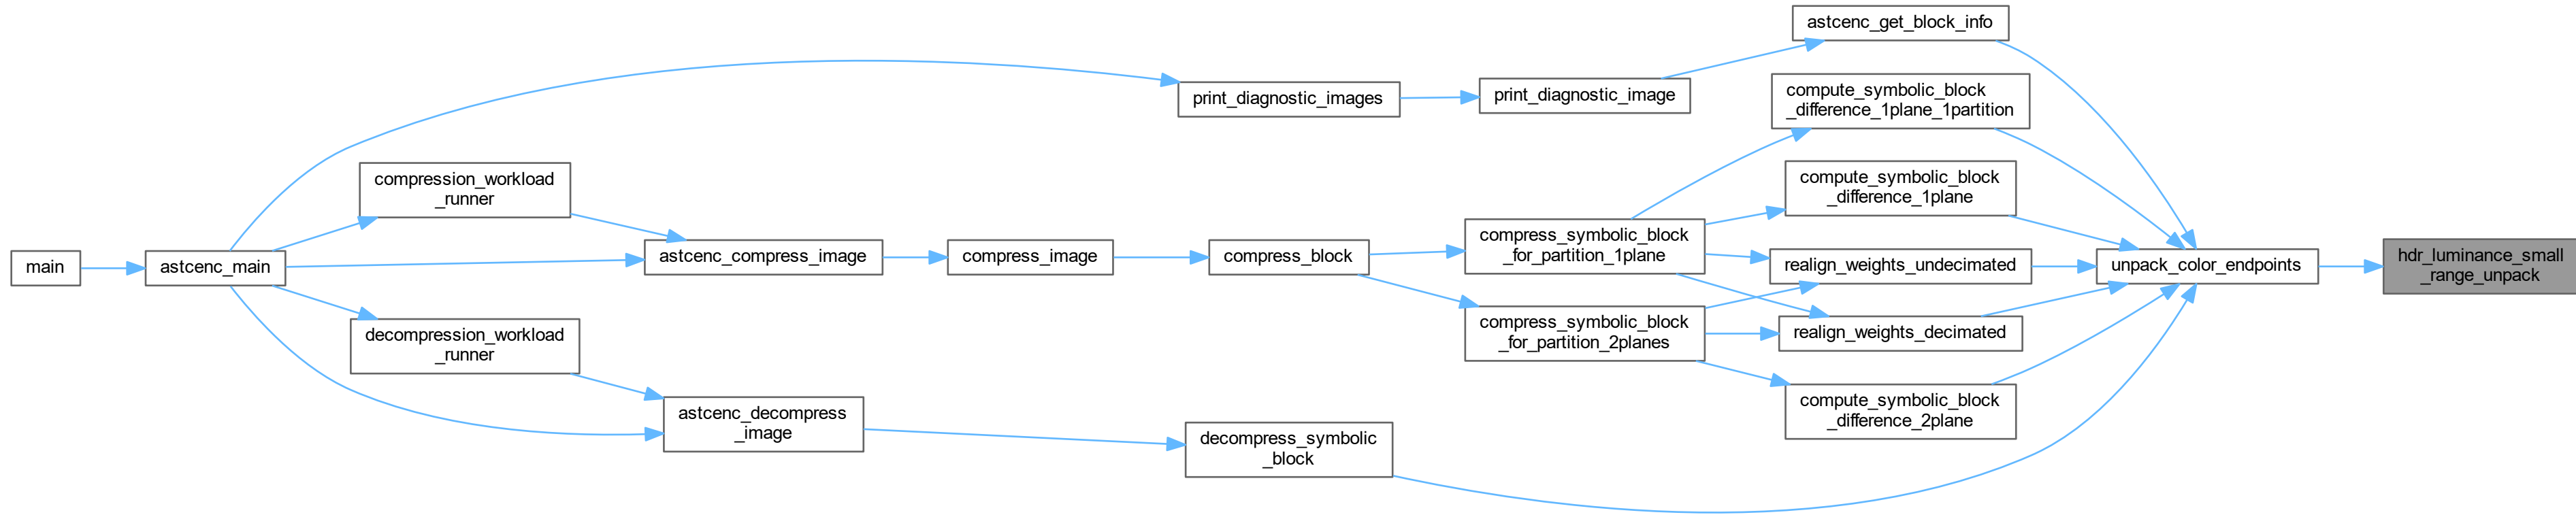 main
astcenc_main
compression_workload
_runner
decompression_workload
_runner
astcenc_compress_image
astcenc_decompress
_image
compress_image
print_diagnostic_images
compress_block
decompress_symbolic
_block
print_diagnostic_image
compress_symbolic_block
_for_partition_1plane
compress_symbolic_block
_for_partition_2planes
astcenc_get_block_info
compute_symbolic_block
_difference_1plane_1partition
compute_symbolic_block
_difference_1plane
realign_weights_undecimated
realign_weights_decimated
compute_symbolic_block
_difference_2plane
unpack_color_endpoints
hdr_luminance_small
_range_unpack